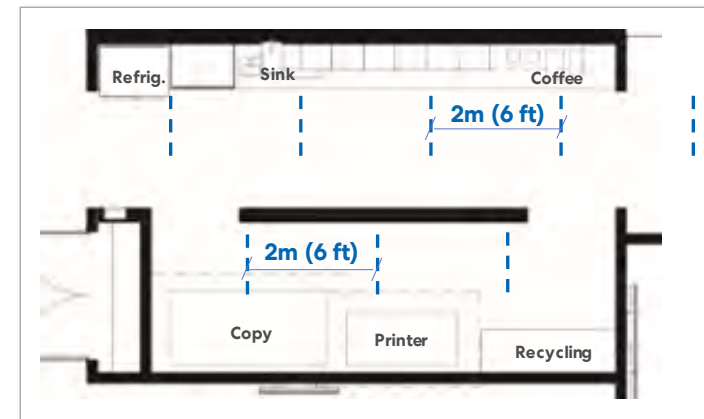 Refrig.
Sink
Coffee
2m (6 ft)
2m (6 ft)
Copy
Printer
Recycling